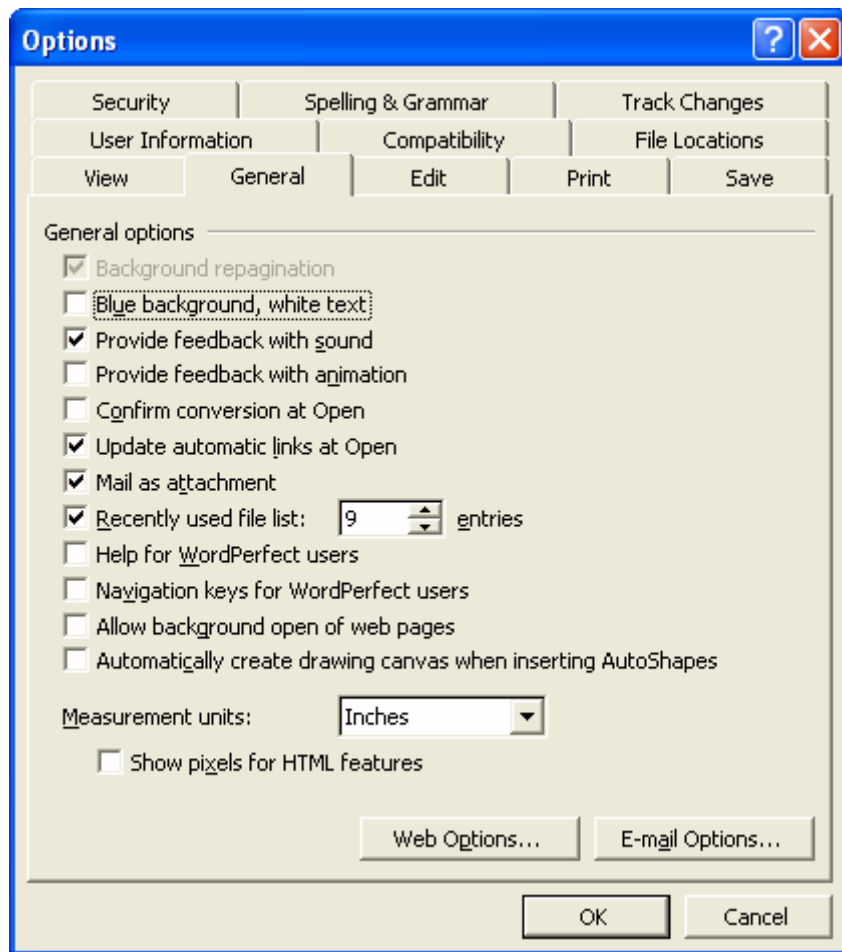 Options
Security Spelling & Grammar Track Changes
User Information Compatibility File Locations
View General Edit Print Save
General options
Background repagination
Blue background, white text
Provide feedback with sound
Provide feedback with animation
Confirm conversion at Open
Update automatic links at Open
Mail as attachment
Recently used file list: 9 entries
Help for WordPerfect users
Navigation keys for WordPerfect users
Allow background open of web pages
Automatically create drawing canvas when inserting AutoShapes
Measurement units: Inches
Show pixels for HTML features
Web Options... E-mail Options...
OK Cancel